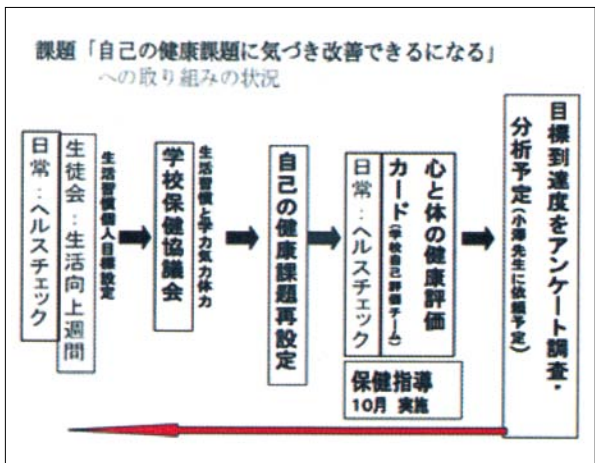 課題「自己の健康課題に気づき改善できるになる」
への取り組みの状況
日常：ヘルスチェック
生徒会：生活向上週間
生活習慣個人目標設定
学校保健協議会
生活習慣と学力気力体力
自己の健康課題再設定
日常：ヘルスチェック
カード（学校自己評価チーム）
心と体の健康評価
保健指導
10月 実施
分析予定（小澤先生に依頼予定）
目標到達度をアンケート調査・